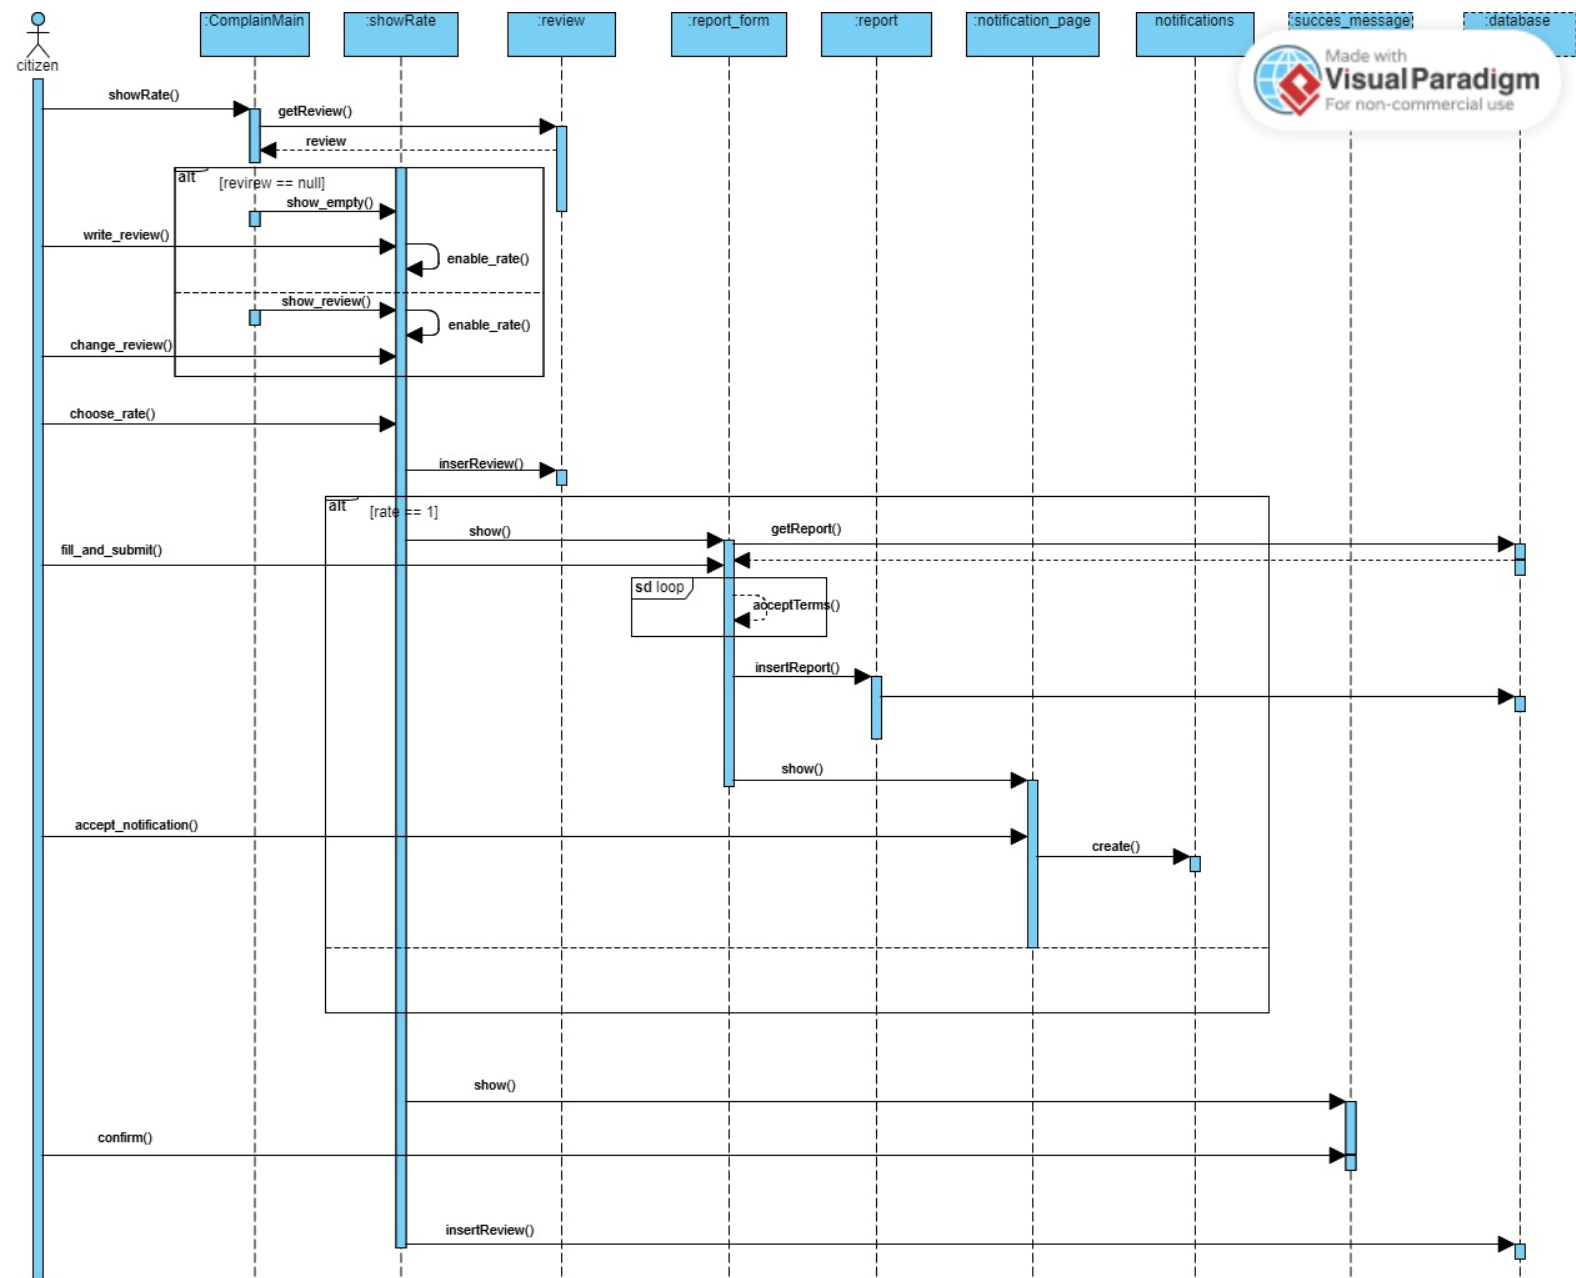 :ComplainMain
:showRate
:review
:report_form
:report
:notification_page
notifications
:succes_message
:database
citizen
Made with
VisualParadigm
For non-commercial use
showRate()
getReview()
review
alt
[revirew == null]
show_empty()
write_review()
enable_rate()
show_review()
enable_rate()
change_review()
choose_rate()
inserReview()
alt
[rate == 1]
show()
getReport()
fill_and_submit()
sd loop
acceptTerms()
insertReport()
show()
accept_notification()
create()
show()
confirm()
insertReview()